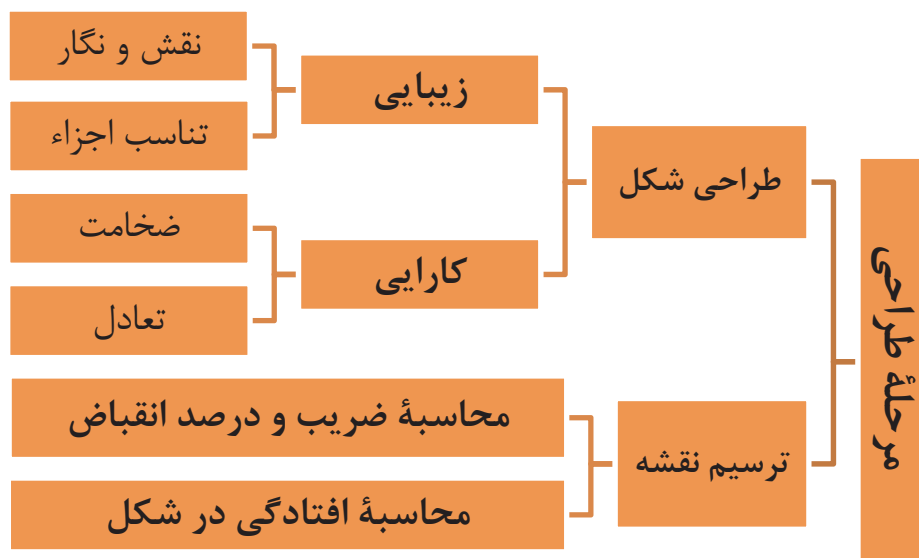 مرحلهٔ طراحی
طراحی شکل
زیبایی
نقش و نگار
تناسب اجزاء
کارایی
ضخامت
تعادل
ترسیم نقشه
محاسبهٔ ضریب و درصد انقباض
محاسبهٔ افتادگی در شکل